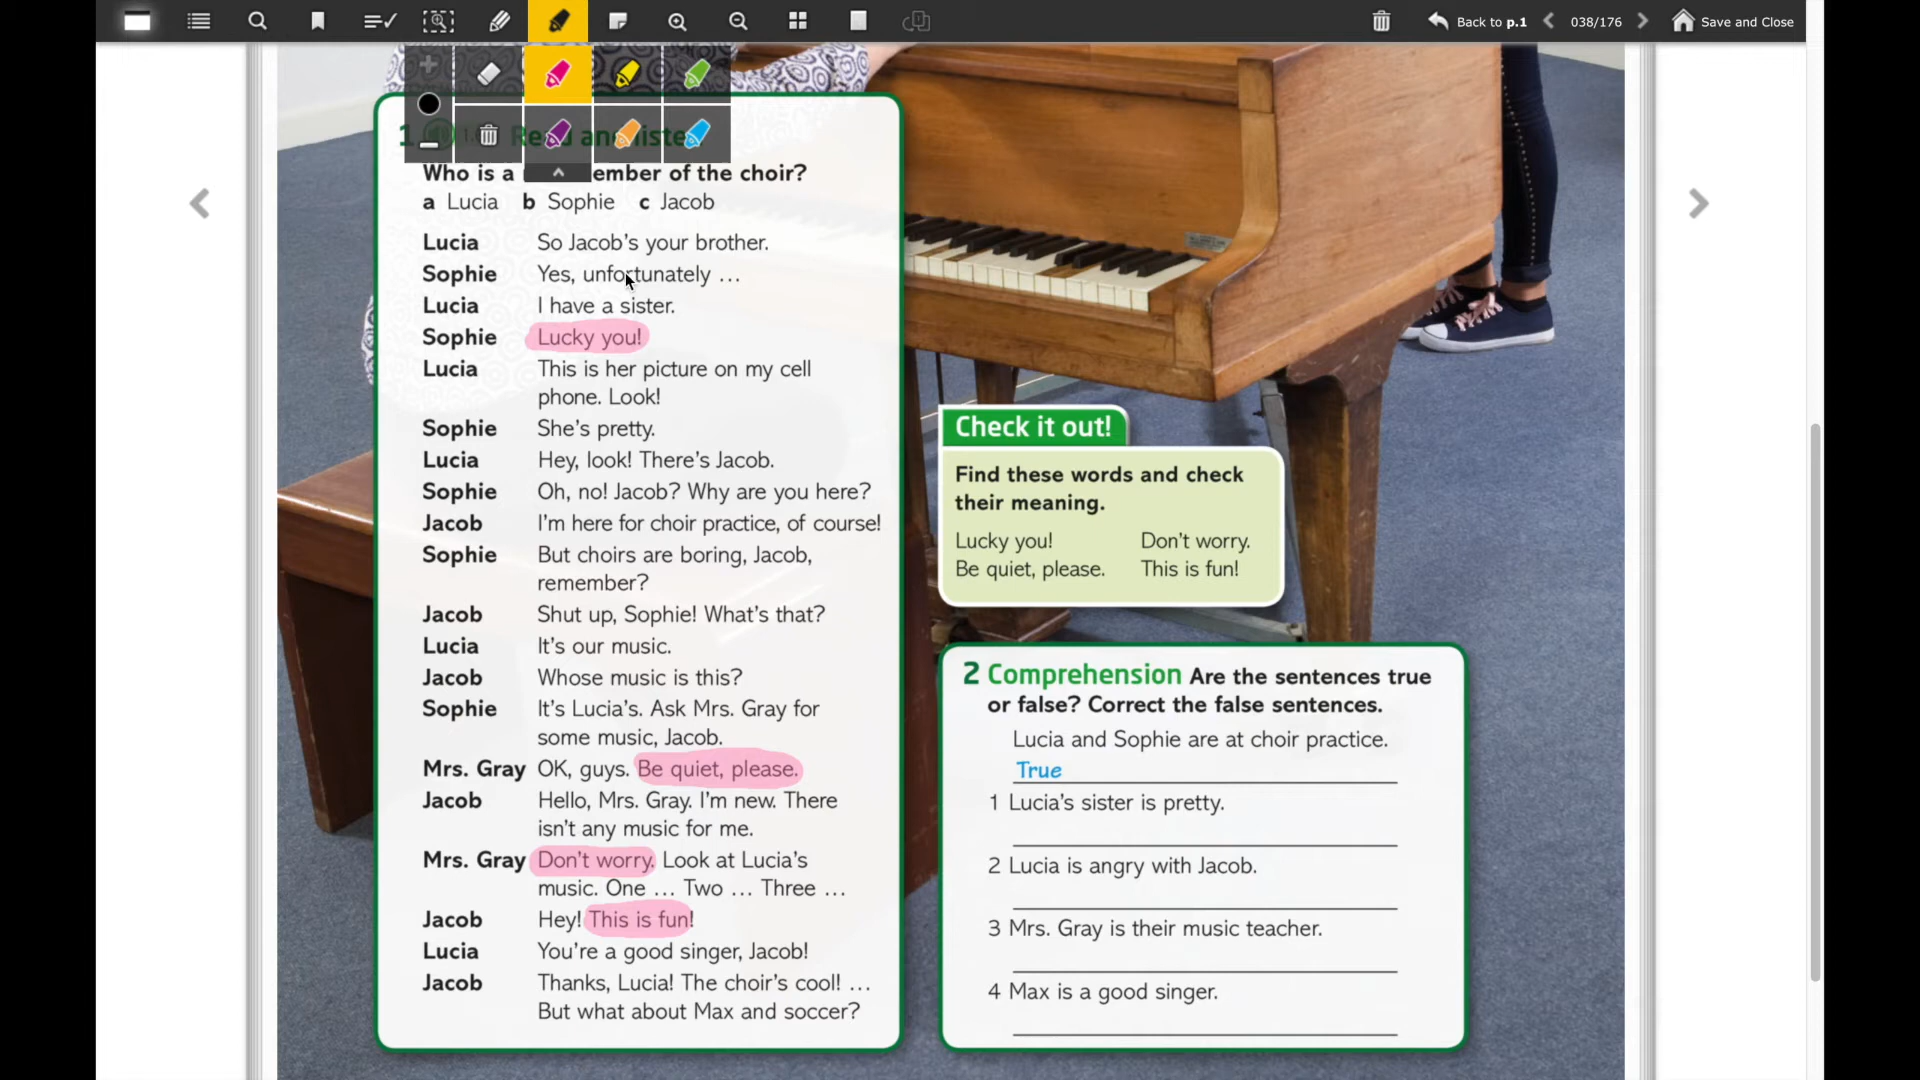 Back to p.1
038/176
Save and Close
1 Read and listen
Who is a ember of the choir?
a Lucia b Sophie c Jacob
Lucia So Jacob's your brother.
Sophie Yes, unfortunately …
Lucia I have a sister.
Sophie Lucky you!
Lucia This is her picture on my cell
phone. Look!
Sophie She's pretty.
Lucia Hey, look! There's Jacob.
Sophie Oh, no! Jacob? Why are you here?
Jacob I'm here for choir practice, of course!
Sophie But choirs are boring, Jacob,
remember?
Jacob Shut up, Sophie! What's that?
Lucia It's our music.
Jacob Whose music is this?
Sophie It's Lucia's. Ask Mrs. Gray for
some music, Jacob.
Mrs. Gray OK, guys. Be quiet, please.
Jacob Hello, Mrs. Gray. I'm new. There
isn't any music for me.
Mrs. Gray Don't worry. Look at Lucia's
music. One … Two … Three …
Jacob Hey! This is fun!
Lucia You're a good singer, Jacob!
Jacob Thanks, Lucia! The choir's cool! …
But what about Max and soccer?
Check it out!
Find these words and check
their meaning.
Lucky you! Don't worry.
Be quiet, please. This is fun!
2 Comprehension Are the sentences true
or false? Correct the false sentences.
Lucia and Sophie are at choir practice.
True
1 Lucia's sister is pretty.
2 Lucia is angry with Jacob.
3 Mrs. Gray is their music teacher.
4 Max is a good singer.